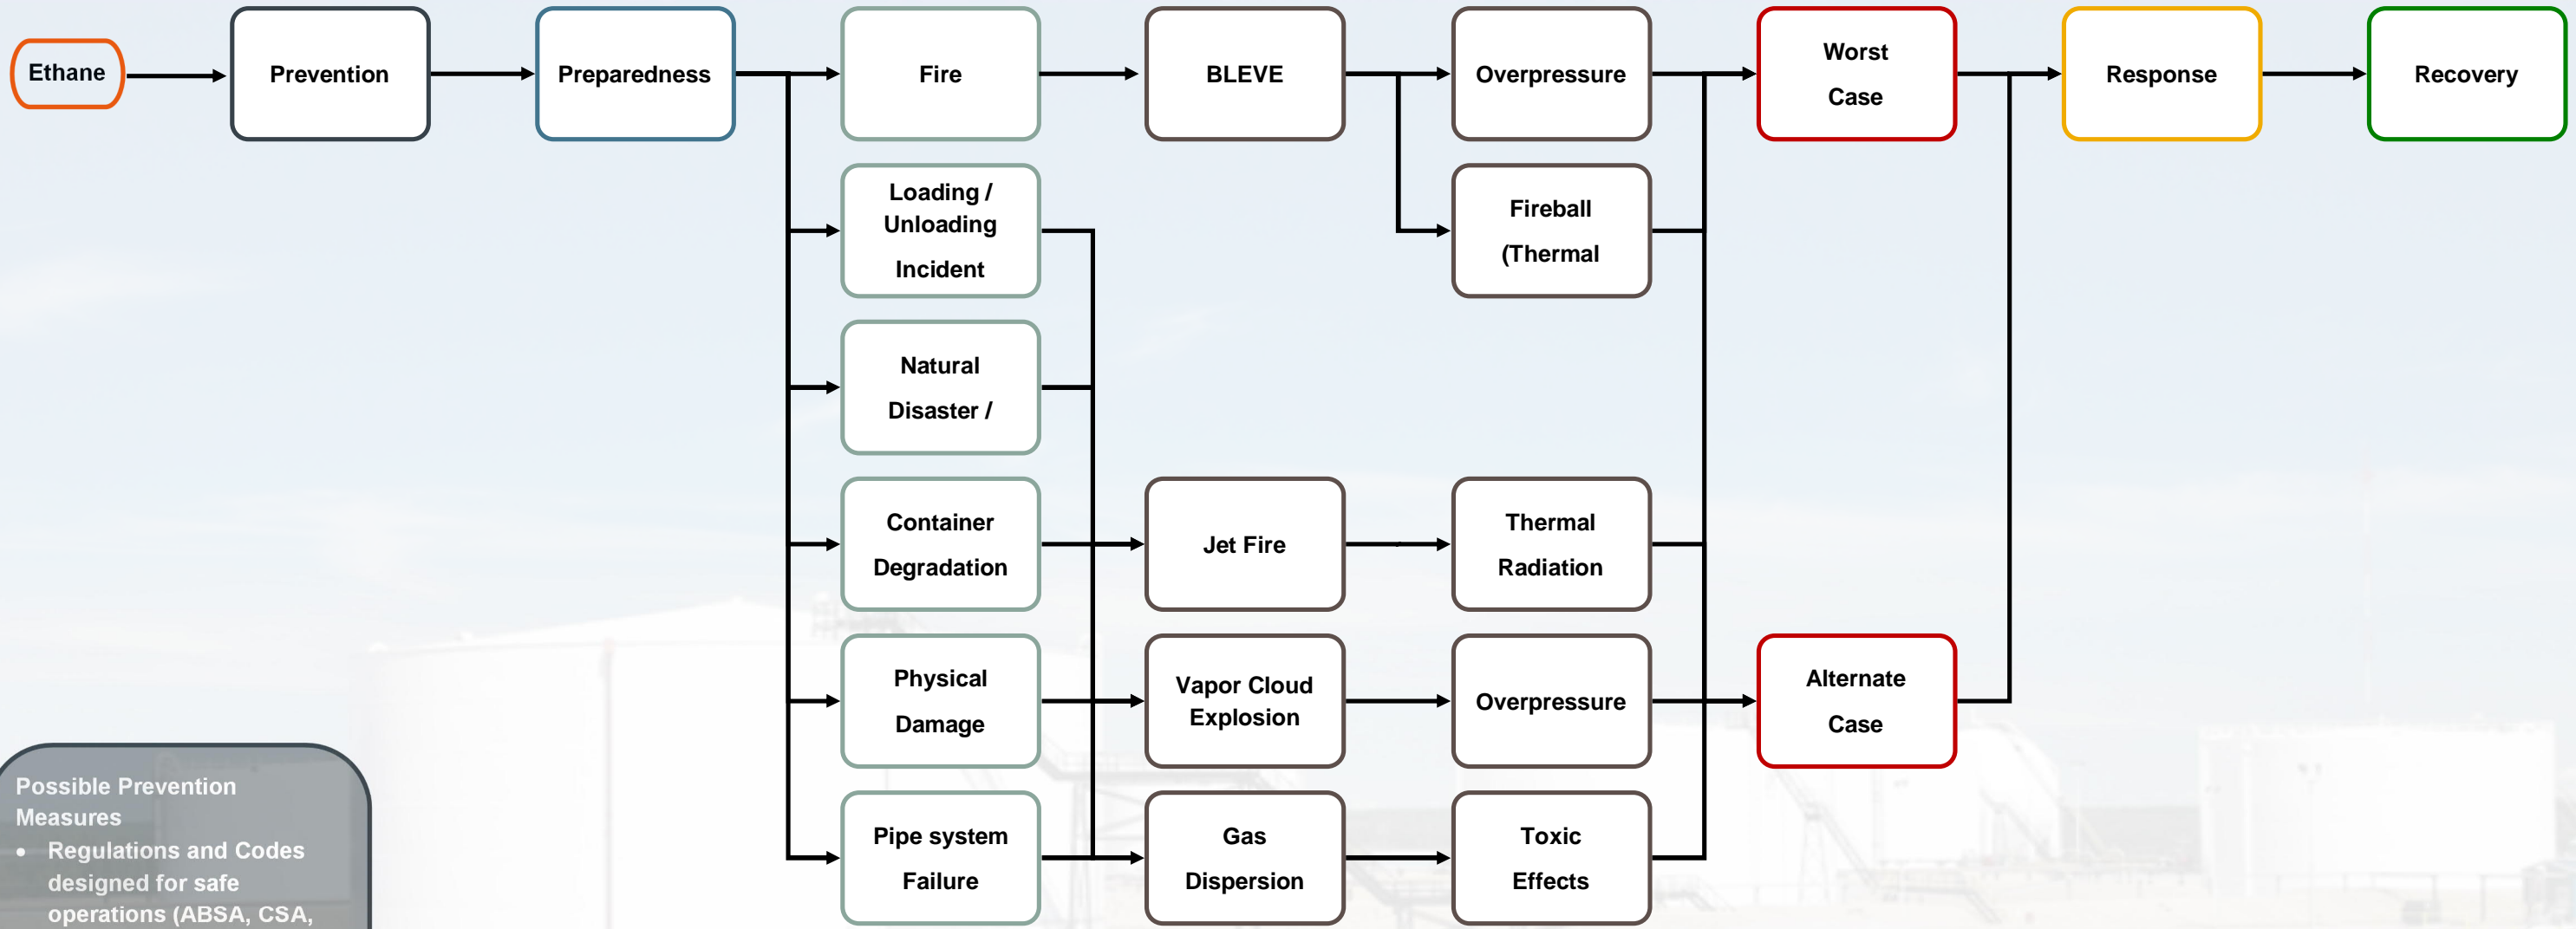 Ethane
Prevention
Preparedness
Fire
BLEVE
Overpressure
Worst
Case
Response
Recovery
Loading /
Unloading
Incident
Fireball
(Thermal
Natural
Disaster /
Container
Degradation
Jet Fire
Thermal
Radiation
Physical
Damage
Vapor Cloud
Explosion
Overpressure
Alternate
Case
Pipe system
Failure
Gas
Dispersion
Toxic
Effects
Possible Prevention
Measures
• Regulations and Codes
designed for safe
operations (ABSA, CSA,